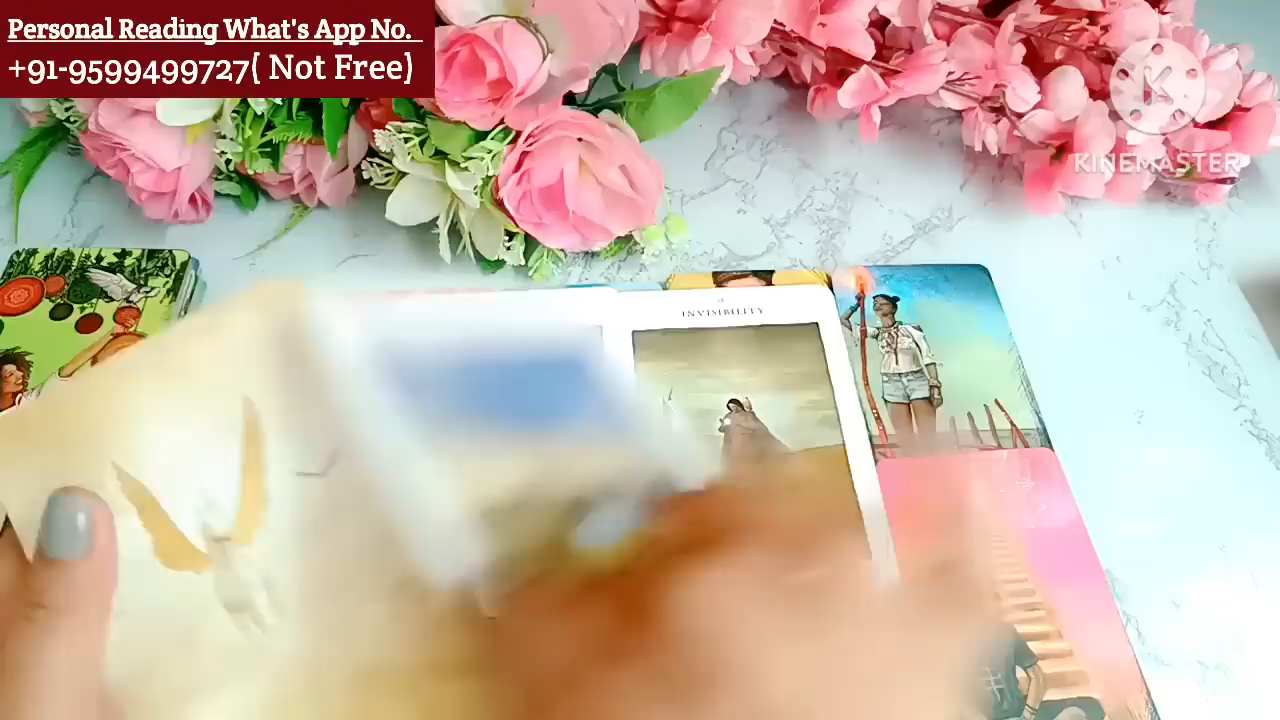 Personal Reading What's App No.
+91-9599499727( Not Free)
K
KINEMASTER
INVISIBILITY